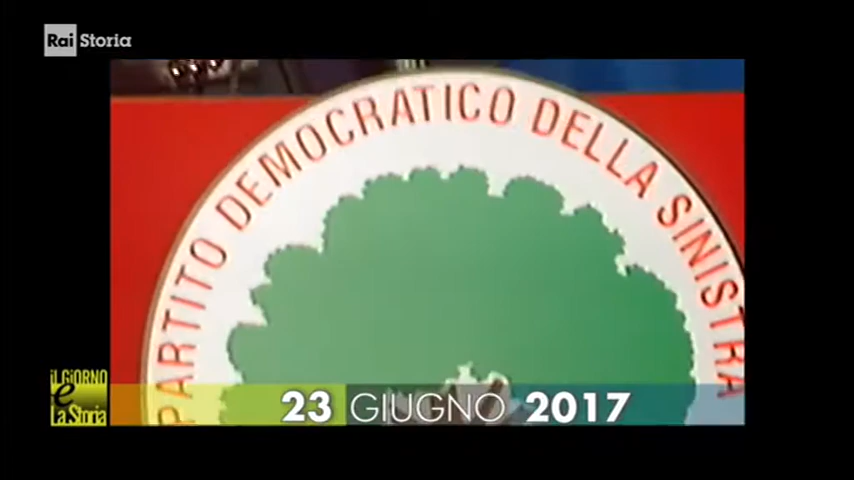 Rai Storia
PARTITO DEMOCRATICO DELLA SINISTRA
iL GiORNO
e
La Storia
23 GIUGNO 2017